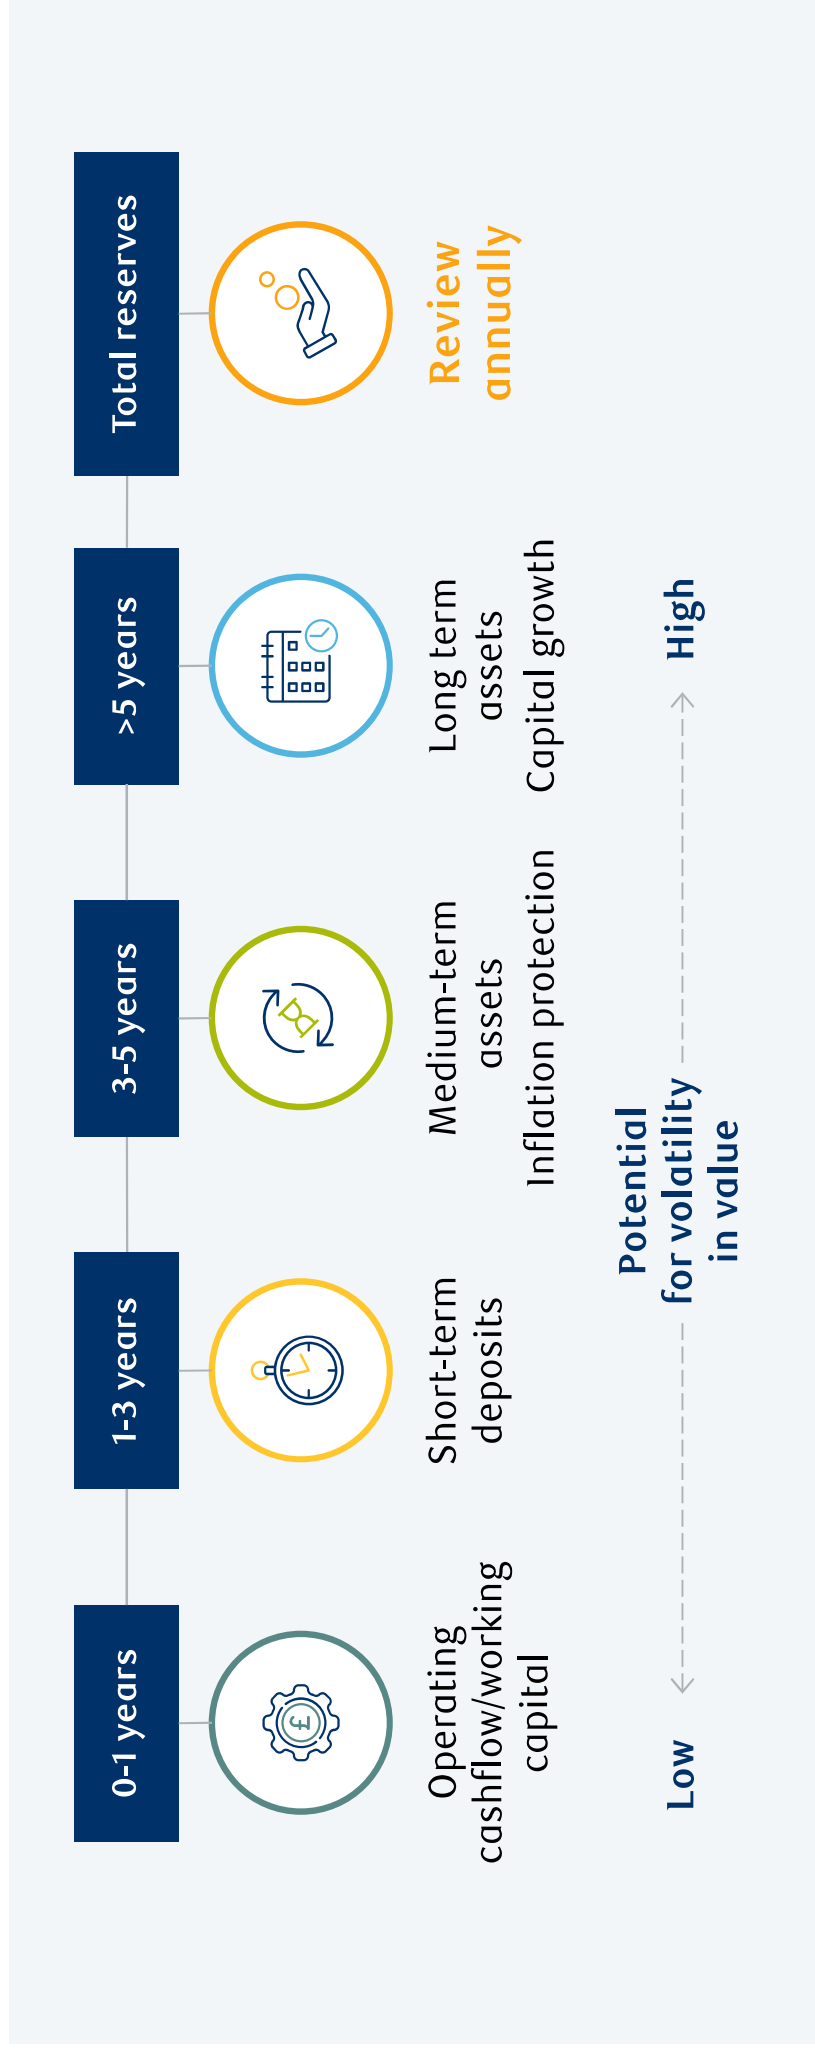 0-1 years
1-3 years
3-5 years
>5 years
Total reserves
£
Operating
cashflow/working
capital
Short-term
deposits
Medium-term
assets
Inflation protection
Long term
assets
Capital growth
Review
annually
Low
Potential
for volatility
in value
High